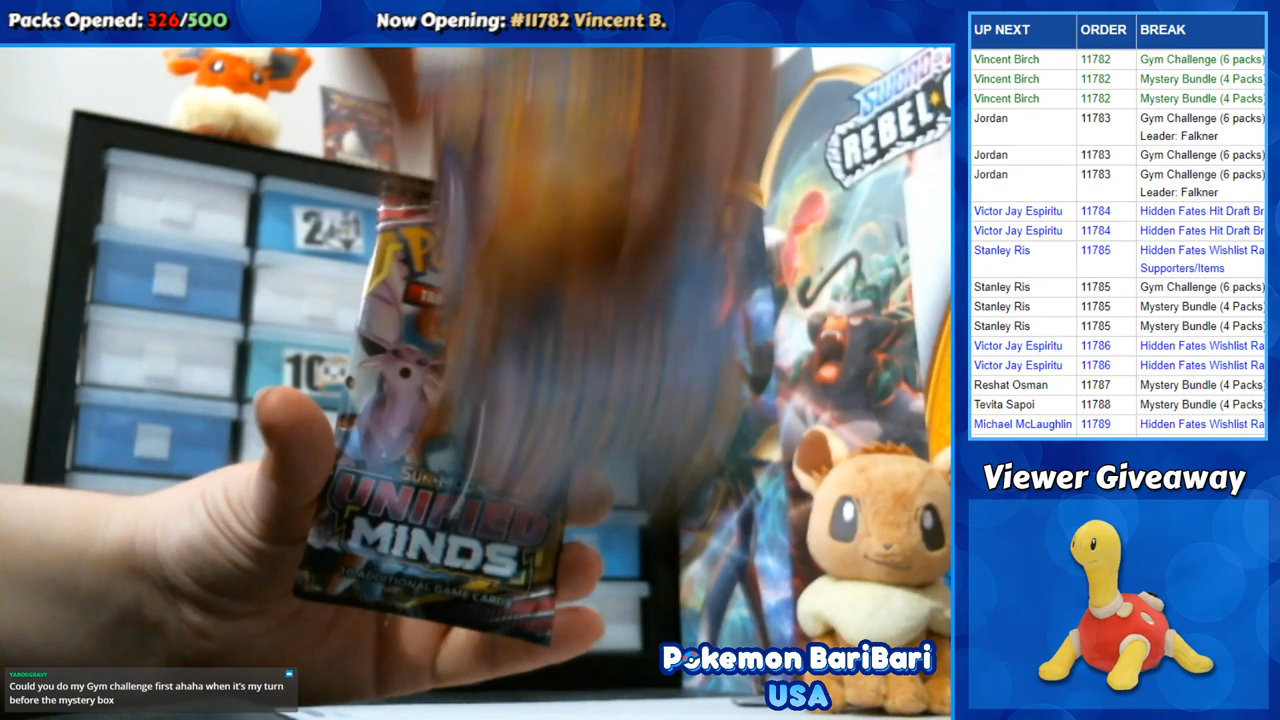 Packs Opened: 326/500
Now Opening: #11782 Vincent B.
UP NEXT ORDER BREAK
Vincent Birch 11782 Gym Challenge (6 packs)
Vincent Birch 11782 Mystery Bundle (4 Packs)
Vincent Birch 11782 Mystery Bundle (4 Packs)
Jordan 11783 Gym Challenge (6 packs)
Leader: Falkner
Jordan 11783 Gym Challenge (6 packs)
Jordan 11783 Gym Challenge (6 packs)
Leader: Falkner
Victor Jay Espiritu 11784 Hidden Fates Hit Draft Br
Victor Jay Espiritu 11784 Hidden Fates Hit Draft Br
Stanley Ris 11785 Hidden Fates Wishlist Ra
Supporters/Items
Stanley Ris 11785 Gym Challenge (6 packs)
Stanley Ris 11785 Mystery Bundle (4 Packs)
Stanley Ris 11785 Mystery Bundle (4 Packs)
Victor Jay Espiritu 11786 Hidden Fates Wishlist Ra
Victor Jay Espiritu 11786 Hidden Fates Wishlist Ra
Reshat Osman 11787 Mystery Bundle (4 Packs)
Tevita Sapoi 11788 Mystery Bundle (4 Packs)
Michael McLaughlin 11789 Hidden Fates Wishlist Ra
REBEL
UNIFIED
MINDS
10 ADDITIONAL GAME CARDS
Viewer Giveaway
Pokemon BariBari
USA
YABOIGRAVY
Could you do my Gym challenge first ahaha when it's my turn
before the mystery box